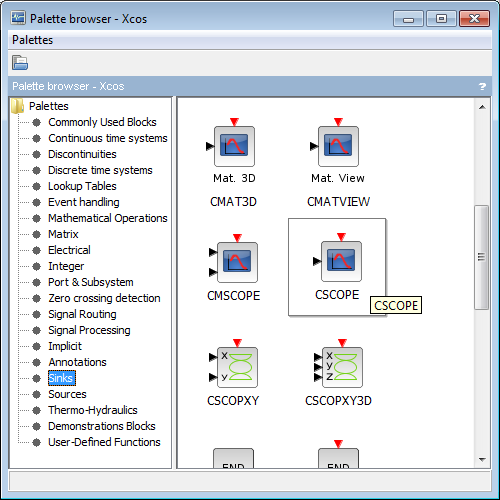 Palette browser - Xcos
Palettes
Palette browser - Xcos ?
Palettes
Commonly Used Blocks
Continuous time systems
Discontinuities
Discrete time systems
Lookup Tables
Event handling
Mathematical Operations
Matrix
Electrical
Integer
Port & Subsystem
Zero crossing detection
Signal Routing
Signal Processing
Implicit
Annotations
Sinks
Sources
Thermo-Hydraulics
Demonstrations Blocks
User-Defined Functions
Mat. 3D Mat. View
CMAT3D CMATVIEW
CMSCOPE CSCOPE
CSCOPE
x x
y y
z
CSCOPXY CSCOPXY3D
END END